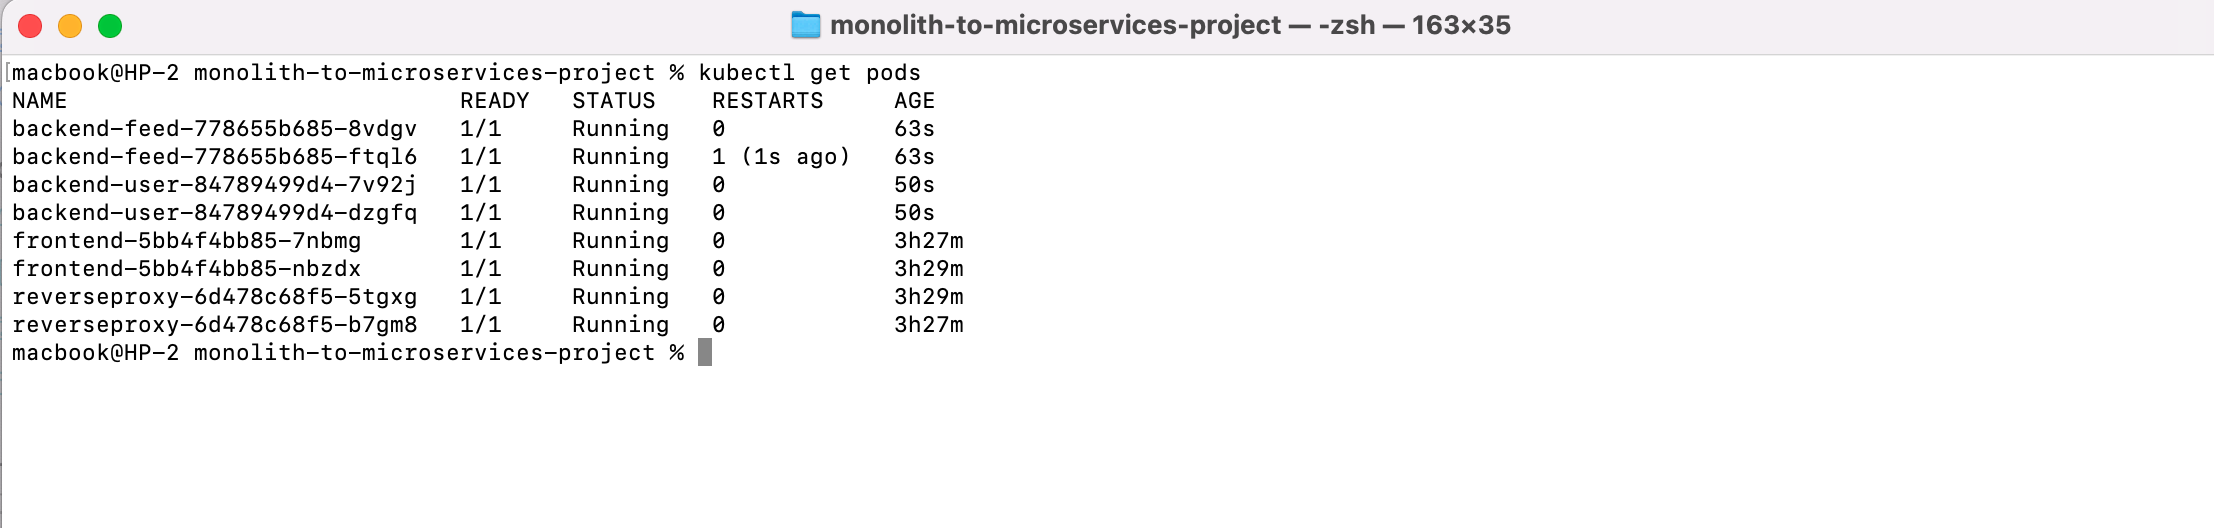 monolith-to-microservices-project — -zsh — 163×35
[macbook@HP-2 monolith-to-microservices-project % kubectl get pods
NAME READY STATUS RESTARTS AGE
backend-feed-778655b685-8vdgv 1/1 Running 0 63s
backend-feed-778655b685-ftql6 1/1 Running 1 (1s ago) 63s
backend-user-84789499d4-7v92j 1/1 Running 0 50s
backend-user-84789499d4-dzgfq 1/1 Running 0 50s
frontend-5bb4f4bb85-7nbmg 1/1 Running 0 3h27m
frontend-5bb4f4bb85-nbzdx 1/1 Running 0 3h29m
reverseproxy-6d478c68f5-5tgxg 1/1 Running 0 3h29m
reverseproxy-6d478c68f5-b7gm8 1/1 Running 0 3h27m
macbook@HP-2 monolith-to-microservices-project %